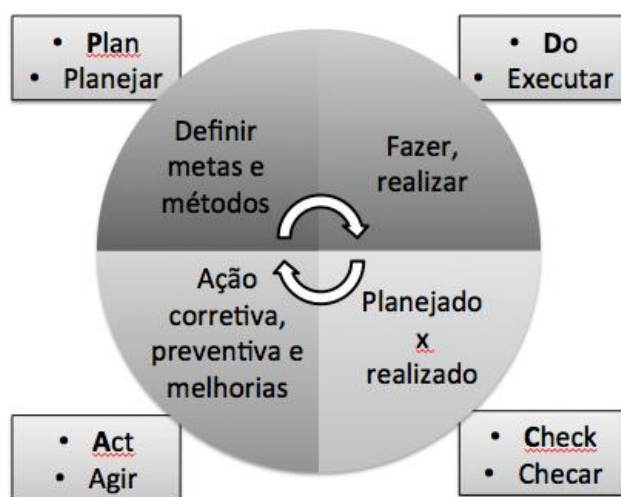 • Plan
• Planejar
• Do
• Executar
Definir
metas e
métodos
Fazer,
realizar
Ação
corretiva,
preventiva e
melhorias
Planejado
x
realizado
• Act
• Agir
• Check
• Checar